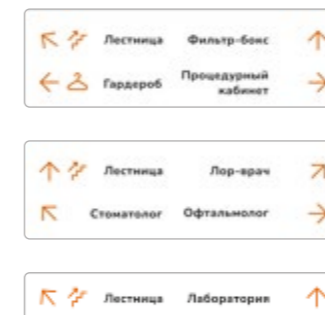 Лестница Фильтр-бокс
Гардероб Процедурный кабинет
Лестница Лор-врач
Стоматолог Офтальмолог
Лестница Лаборатория